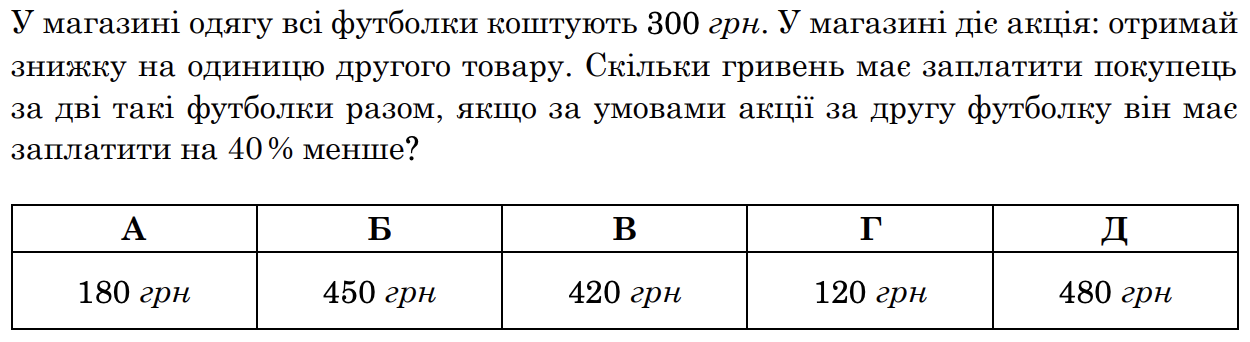 У магазині одягу всі футболки коштують 300 грн. У магазині діє акція: отримай
знижку на одиницю другого товару. Скільки гривень має заплатити покупець
за дві такі футболки разом, якщо за умовами акції за другу футболку він має
заплатити на 40 % менше?
А Б В Г Д
180 грн 450 грн 420 грн 120 грн 480 грн